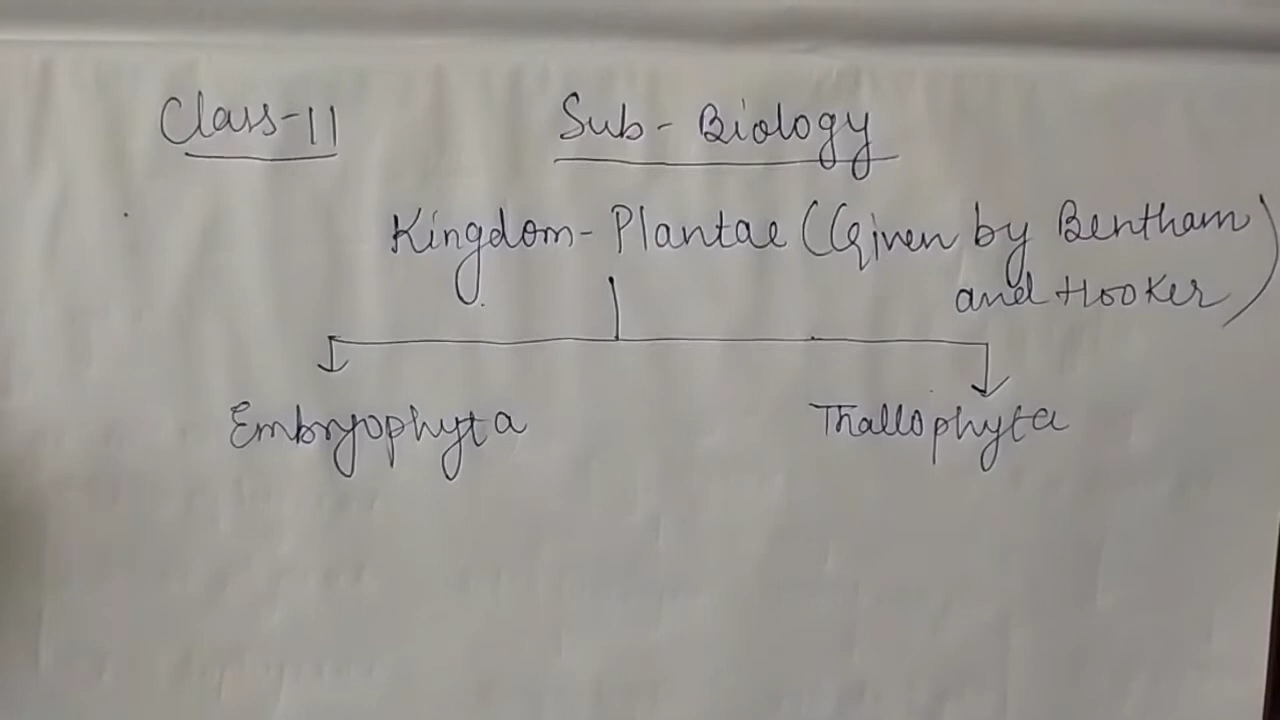 Class-11 Sub-Biology
Kingdom-Plantae (Given by Bentham
and Hooker)
Embryophyta Thallophyta